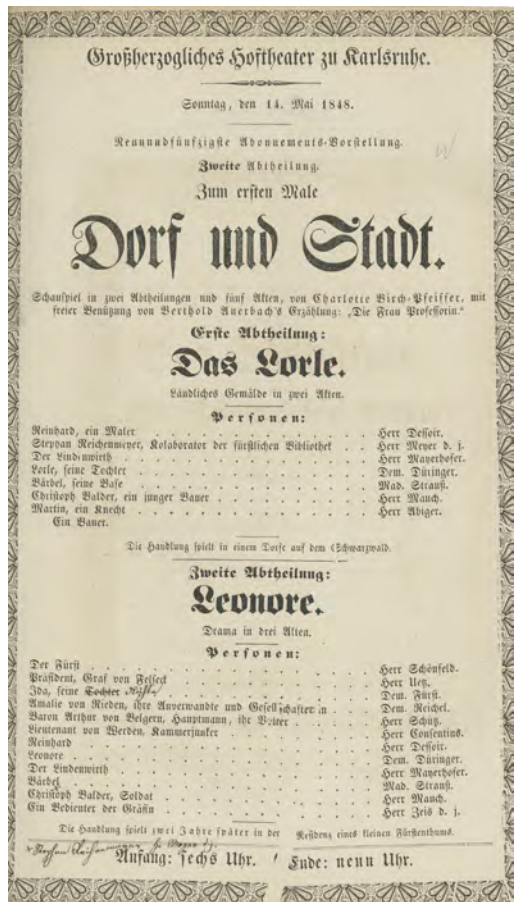 Großherzogliches Hoftheater zu Karlsruhe.
Sonntag, den 14. Mai 1848.
Neunundfünfzigste Abonnements-Vorstellung.
Zweite Abtheilung.
Zum ersten Male
Dorf und Stadt.
Schauspiel in zwei Abtheilungen und fünf Akten, von Charlotte Birch-Pfeiffer, mit
freier Benützung von Berthold Auerbach's Erzählung: „Die Frau Professorin.“
Erste Abtheilung:
Das Lorle.
Ländliches Gemälde in zwei Akten.
Personen:
Reinhard, ein Maler . . . . . . . . Herr Dessoir.
Stephan Reichenmeyer, Kolaborator der fürstlichen Bibliothek . . Herr Meyer d. j.
Der Lindenwirth . . . . . . . . Herr Mayerhofer.
Lorle, seine Tochter . . . . . . . . Dem. Düringer.
Bärbel, seine Base . . . . . . . . Mad. Strauß.
Christoph Balder, ein junger Bauer . . . . . . . . Herr Mauch.
Martin, ein Knecht . . . . . . . . Herr Abiger.
Ein Bauer.
Die Handlung spielt in einem Dorfe auf dem Schwarzwald.
Zweite Abtheilung:
Leonore.
Drama in drei Akten.
Personen:
Der Fürst . . . . . . . . Herr Schönfeld.
Präsident, Graf von Felseck . . . . . . . . Herr Uetz.
Ida, seine Tochter . . . . . . . . Dem. Fürst.
Amalie von Rieden, ihre Anverwandte und Gesellschafterin . . Dem. Reichel.
Baron Arthur von Belgern, Hauptmann, ihr Vetter . . . . Herr Schütz.
Lieutenant von Werden, Kammerjunker . . . . . . Herr Consentius.
Reinhard . . . . . . . . Herr Dessoir.
Leonore . . . . . . . . Dem. Düringer.
Der Lindenwirth . . . . . . . . Herr Mayerhofer.
Bärbel . . . . . . . . Mad. Strauß.
Christoph Balder, Soldat . . . . . . . . Herr Mauch.
Ein Bedienter der Gräfin . . . . . . . . Herr Zeis d. j.
Die Handlung spielt zwei Jahre später in der Residenz eines kleinen Fürstenthums.
Anfang: sechs Uhr. Ende: neun Uhr.